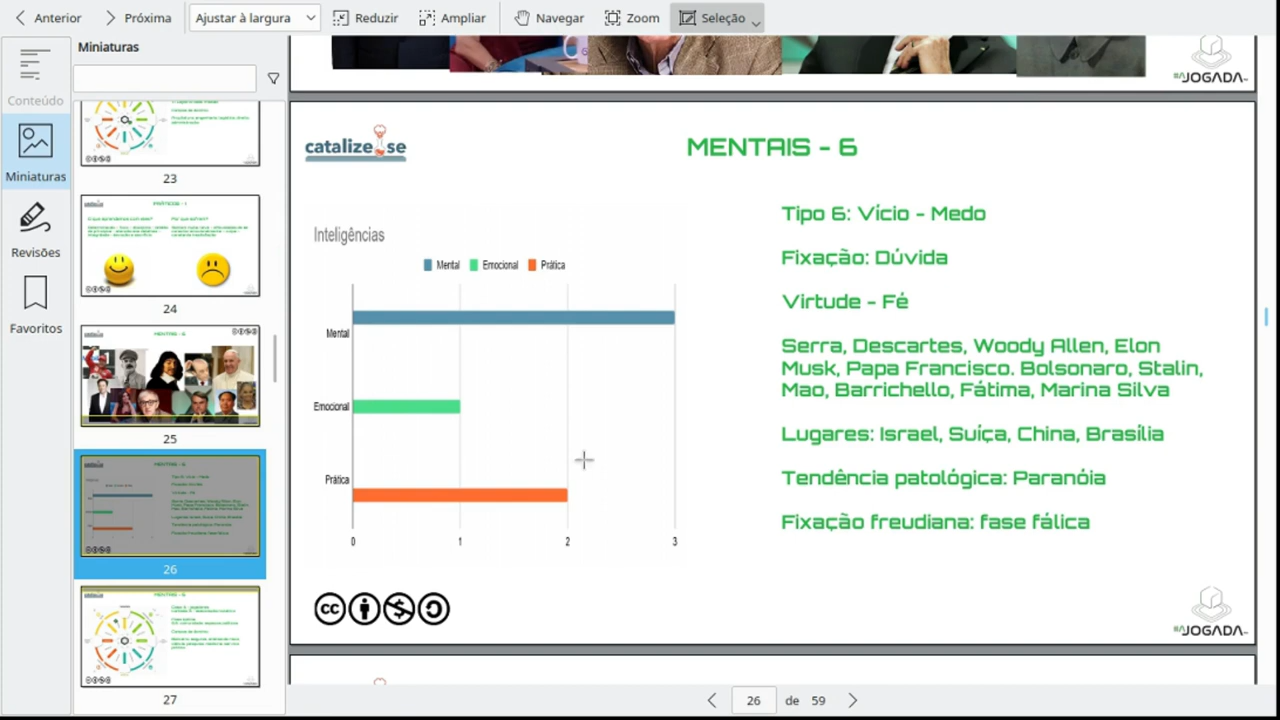 Anterior
Próxima
Ajustar à largura
Reduzir
Ampliar
Navegar
Zoom
Seleção
Conteúdo
Miniaturas
Revisões
Favoritos
Miniaturas
23
24
25
26
27
JOGADA
catalize-se
MENTAIS - 6
Inteligências
Mental
Emocional
Prática
Mental
Emocional
Prática
0
1
2
3
Tipo 6: Vício - Medo
Fixação: Dúvida
Virtude - Fé
Serra, Descartes, Woody Allen, Elon
Musk, Papa Francisco. Bolsonaro, Stalin,
Mao, Barrichello, Fátima, Marina Silva
Lugares: Israel, Suíça, China, Brasília
Tendência patológica: Paranóia
Fixação freudiana: fase fálica
cc
JOGADA
26 de 59